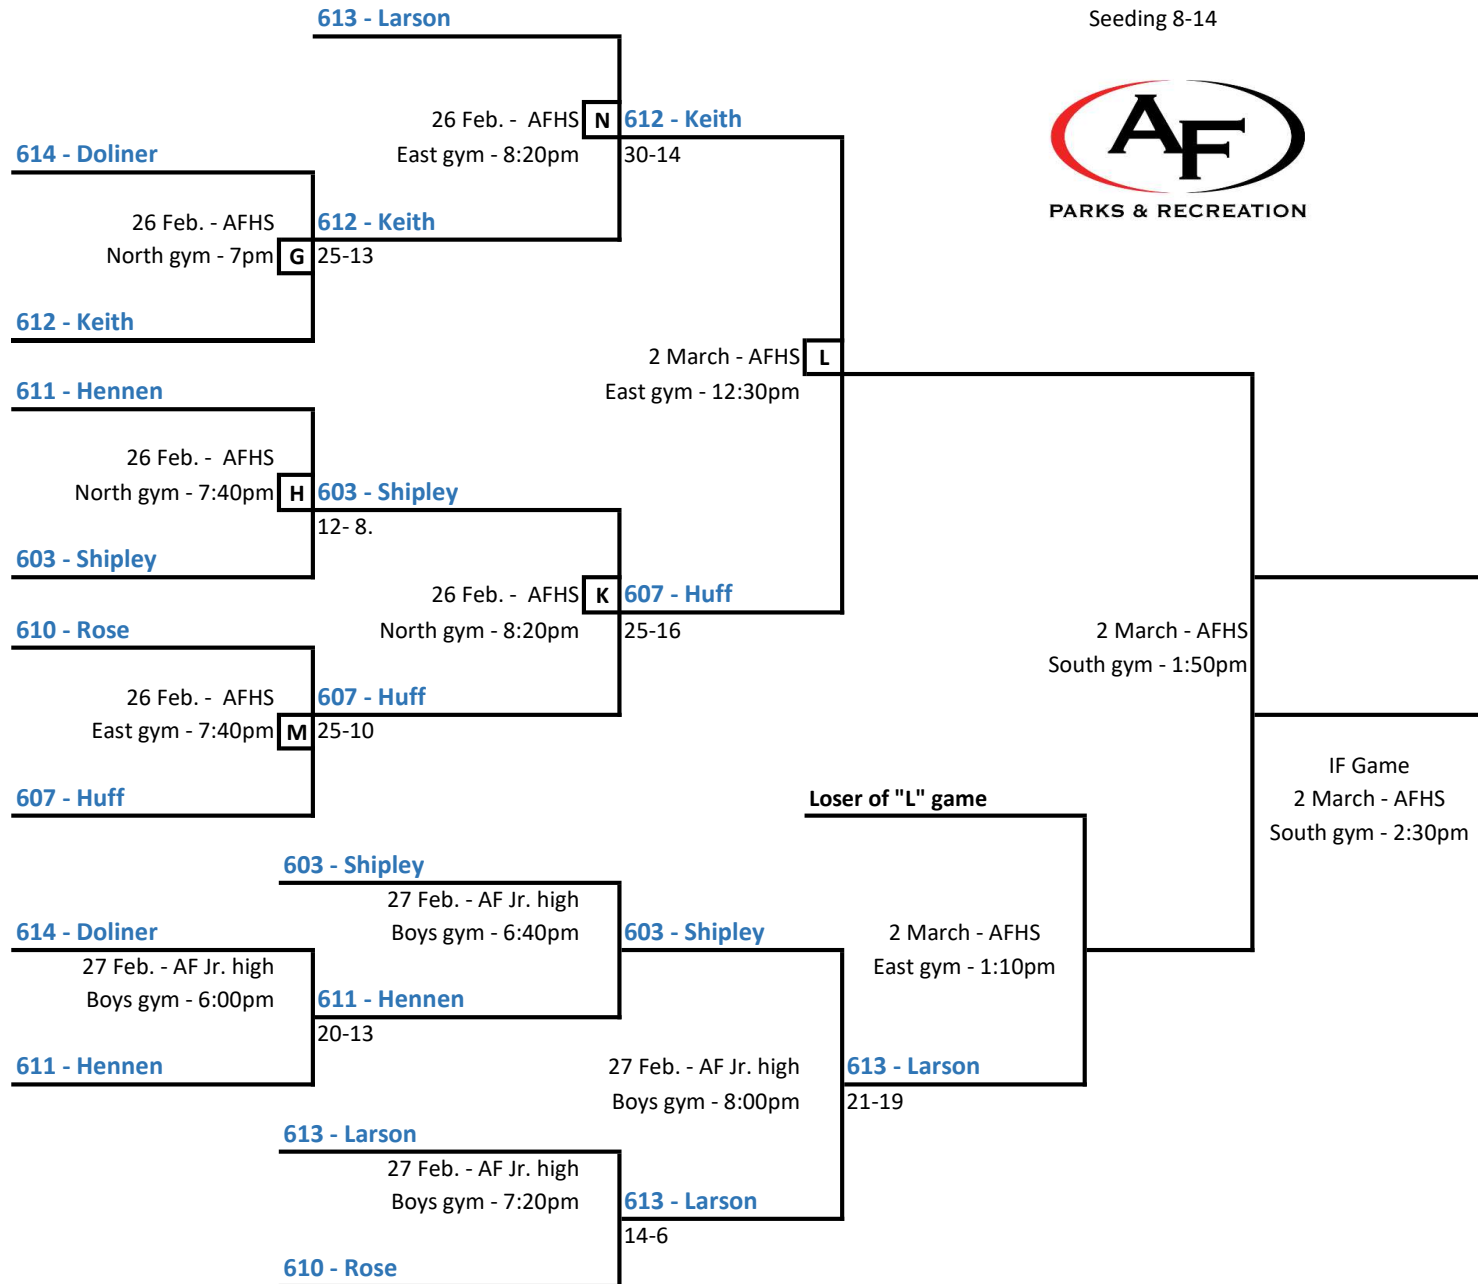 613 - Larson
Seeding 8-14
AF
PARKS & RECREATION
26 Feb. - AFHS N 612 - Keith
East gym - 8:20pm 30-14
614 - Doliner
26 Feb. - AFHS 612 - Keith
North gym - 7pm G 25-13
612 - Keith
2 March - AFHS L
East gym - 12:30pm
611 - Hennen
26 Feb. - AFHS
North gym - 7:40pm H 603 - Shipley
12- 8.
603 - Shipley
26 Feb. - AFHS K 607 - Huff
North gym - 8:20pm 25-16
610 - Rose
2 March - AFHS
South gym - 1:50pm
26 Feb. - AFHS 607 - Huff
East gym - 7:40pm M 25-10
607 - Huff
IF Game
2 March - AFHS
South gym - 2:30pm
Loser of "L" game
603 - Shipley
27 Feb. - AF Jr. high
Boys gym - 6:40pm 603 - Shipley
614 - Doliner
27 Feb. - AF Jr. high
Boys gym - 6:00pm 611 - Hennen
20-13
611 - Hennen
2 March - AFHS
East gym - 1:10pm
27 Feb. - AF Jr. high 613 - Larson
Boys gym - 8:00pm 21-19
613 - Larson
27 Feb. - AF Jr. high
Boys gym - 7:20pm 613 - Larson
14-6
610 - Rose